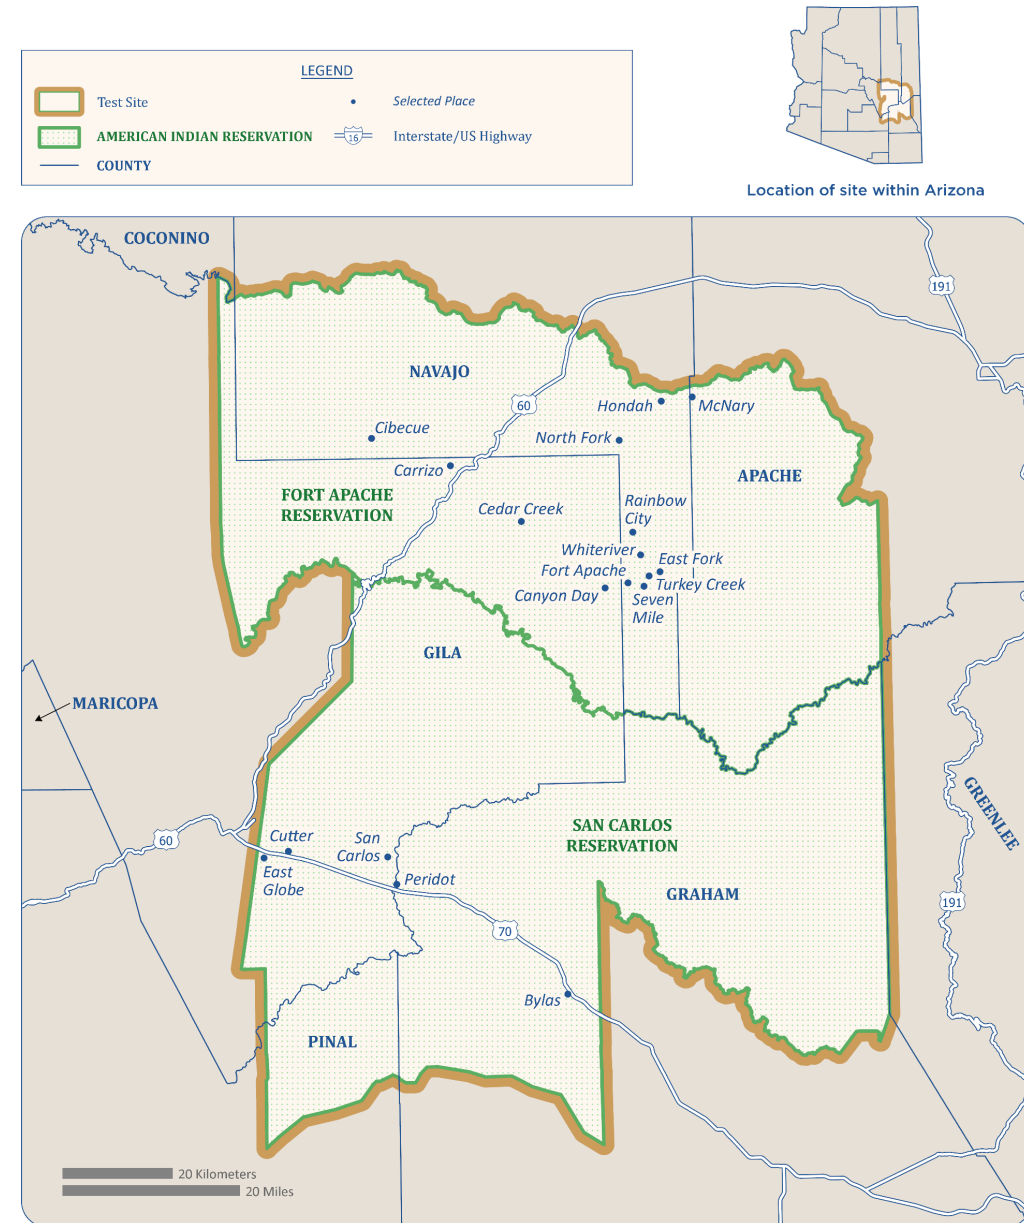 LEGEND
Test Site
Selected Place
AMERICAN INDIAN RESERVATION
16
Interstate/US Highway
COUNTY
Location of site within Arizona
COCONINO
191
NAVAJO
60
Hondah
McNary
Cibecue
North Fork
Carrizo
APACHE
FORT APACHE
RESERVATION
Cedar Creek
Rainbow
City
Whiteriver
East Fork
Fort Apache
Turkey Creek
Canyon Day
Seven
Mile
GILA
MARICOPA
GREENLEE
SAN CARLOS
RESERVATION
60
Cutter
San
Carlos
East
Globe
Peridot
GRAHAM
191
70
Bylas
PINAL
20 Kilometers
20 Miles